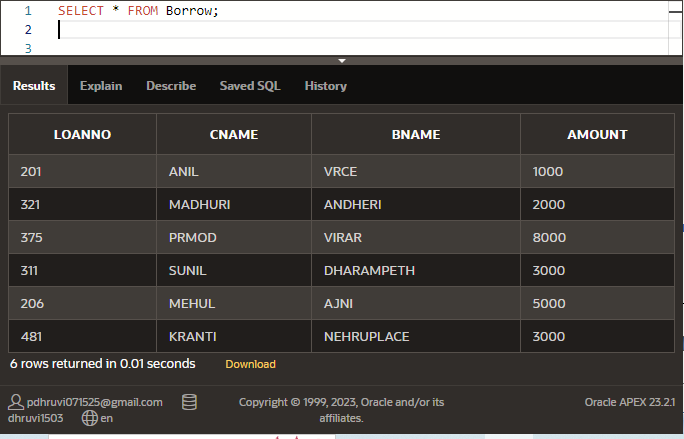 1 SELECT * FROM Borrow;
2
3
Results Explain Describe Saved SQL History
LOANNO CNAME BNAME AMOUNT
201 ANIL VRCE 1000
321 MADHURI ANDHERI 2000
375 PRMOD VIRAR 8000
311 SUNIL DHARAMPETH 3000
206 MEHUL AJNI 5000
481 KRANTI NEHRUPLACE 3000
6 rows returned in 0.01 seconds Download
pdhruvi071525@gmail.com Copyright © 1999, 2023, Oracle and/or its Oracle APEX 23.2.1
dhruvi1503 en affiliates.